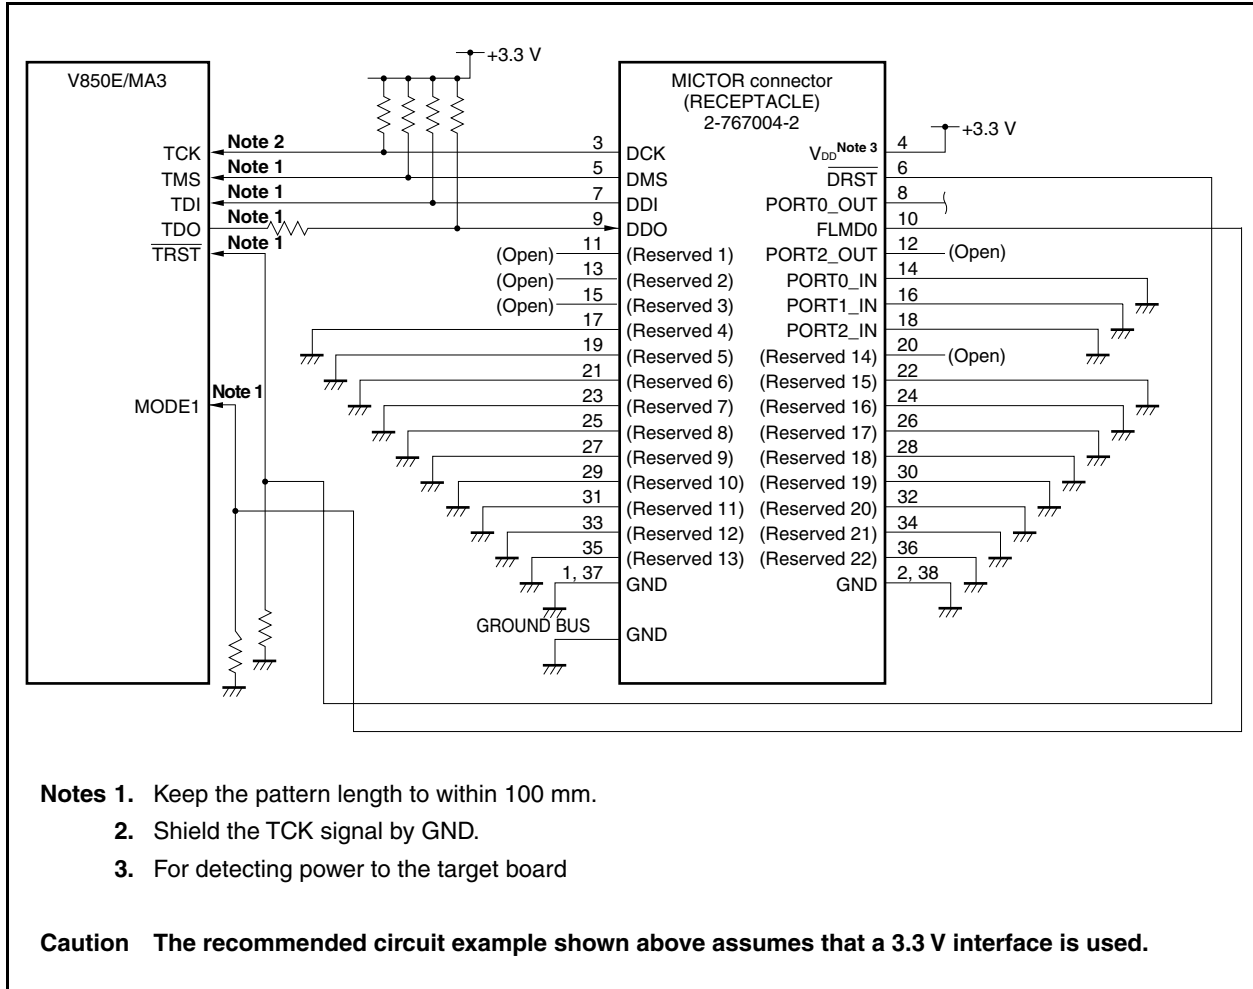 +3.3 V
V850E/MA3
MICTOR connector
(RECEPTACLE)
2-767004-2
+3.3 V
TCK
Note 2
3
DCK
VDD Note 3
4
TMS
Note 1
5
DMS
DRST
6
TDI
Note 1
7
DDI
PORT0_OUT
8
TDO
Note 1
9
DDO
FLMD0
10
TRST
Note 1
(Open)
11
(Reserved 1)
PORT2_OUT
12
(Open)
(Open)
13
(Reserved 2)
PORT0_IN
14
(Open)
15
(Reserved 3)
PORT1_IN
16
17
(Reserved 4)
PORT2_IN
18
19
(Reserved 5)
(Reserved 14)
20
(Open)
21
(Reserved 6)
(Reserved 15)
22
MODE1
Note 1
23
(Reserved 7)
(Reserved 16)
24
25
(Reserved 8)
(Reserved 17)
26
27
(Reserved 9)
(Reserved 18)
28
29
(Reserved 10)
(Reserved 19)
30
31
(Reserved 11)
(Reserved 20)
32
33
(Reserved 12)
(Reserved 21)
34
35
(Reserved 13)
(Reserved 22)
36
1, 37
GND
GND
2, 38
GROUND BUS
GND
Notes 1. Keep the pattern length to within 100 mm.
2. Shield the TCK signal by GND.
3. For detecting power to the target board
Caution The recommended circuit example shown above assumes that a 3.3 V interface is used.